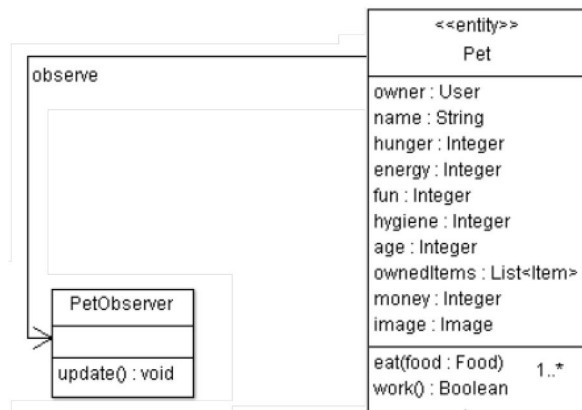 <<entity>>
Pet
observe
owner : User
name : String
hunger : Integer
energy : Integer
fun : Integer
hygiene : Integer
age : Integer
ownedItems : List<Item>
money : Integer
image : Image
PetObserver
update() : void
eat(food : Food)
1..*
work() : Boolean